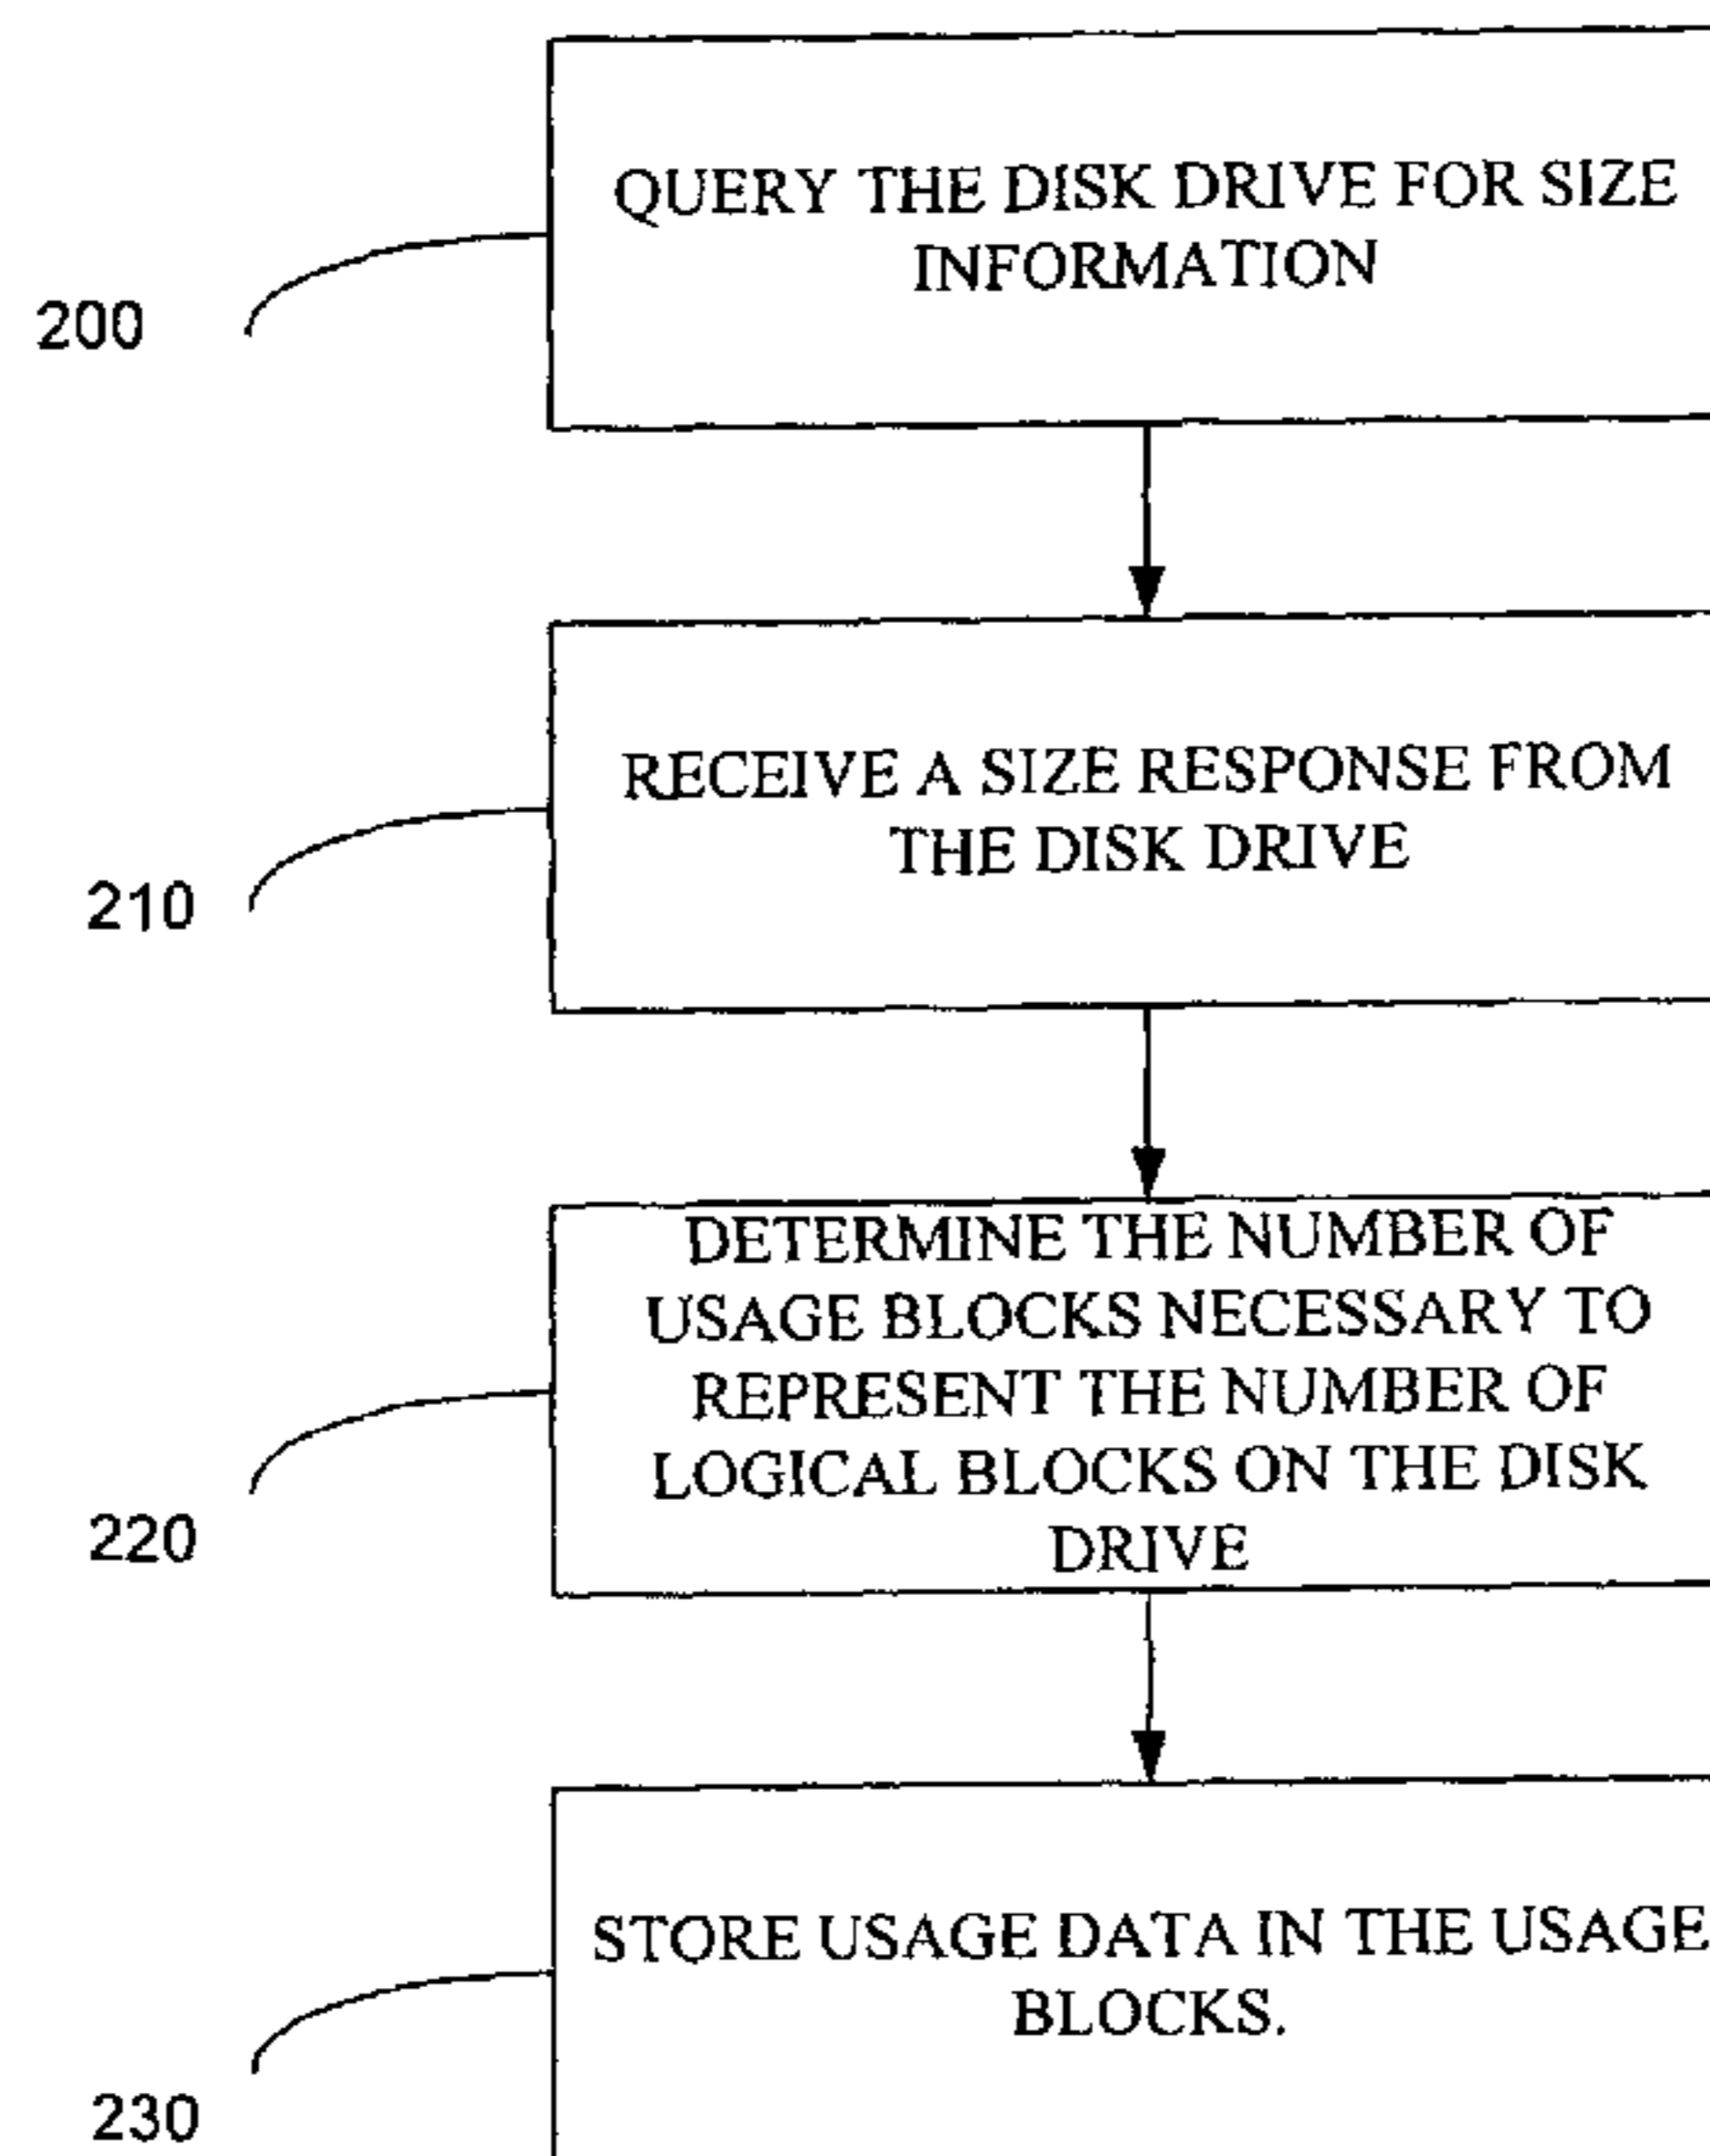 QUERY THE DISK DRIVE FOR SIZE
INFORMATION
200
RECEIVE A SIZE RESPONSE FROM
THE DISK DRIVE
210
DETERMINE THE NUMBER OF
USAGE BLOCKS NECESSARY TO
REPRESENT THE NUMBER OF
LOGICAL BLOCKS ON THE DISK
DRIVE
220
STORE USAGE DATA IN THE USAGE
BLOCKS.
230